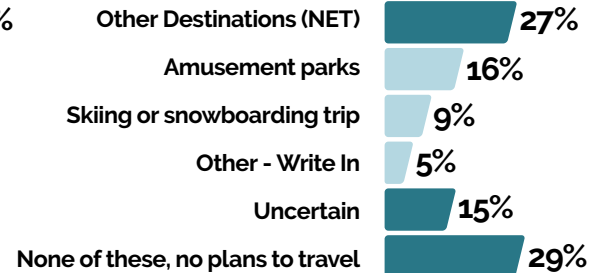 % Other Destinations (NET) 27%
Amusement parks 16%
Skiing or snowboarding trip 9%
Other - Write In 5%
Uncertain 15%
None of these, no plans to travel 29%